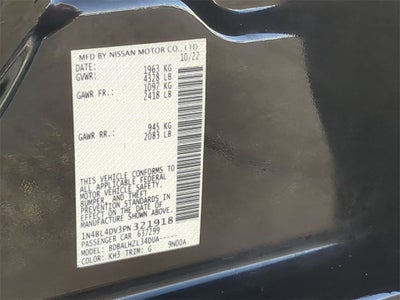 MFD BY NISSAN MOTOR CO., LTD.
DATE: 10/22
GVWR: 1963 KG
4328 LB
GAWR FR.: 1097 KG
2418 LB
GAWR RR.: 945 KG
2083 LB
THIS VEHICLE CONFORMS TO
ALL APPLICABLE FEDERAL
MOTOR VEHICLE SAFETY,
BUMPER, AND THEFT
PREVENTION STANDARDS IN
EFFECT ON THE DATE OF
MANUFACTURE SHOWN ABOVE.
1N4BL4DV3PN321918
PASSENGER CAR 637299
MODEL: BDBALHZL34DUA-----
COLOR: KH3 TRIM: G 9N00A